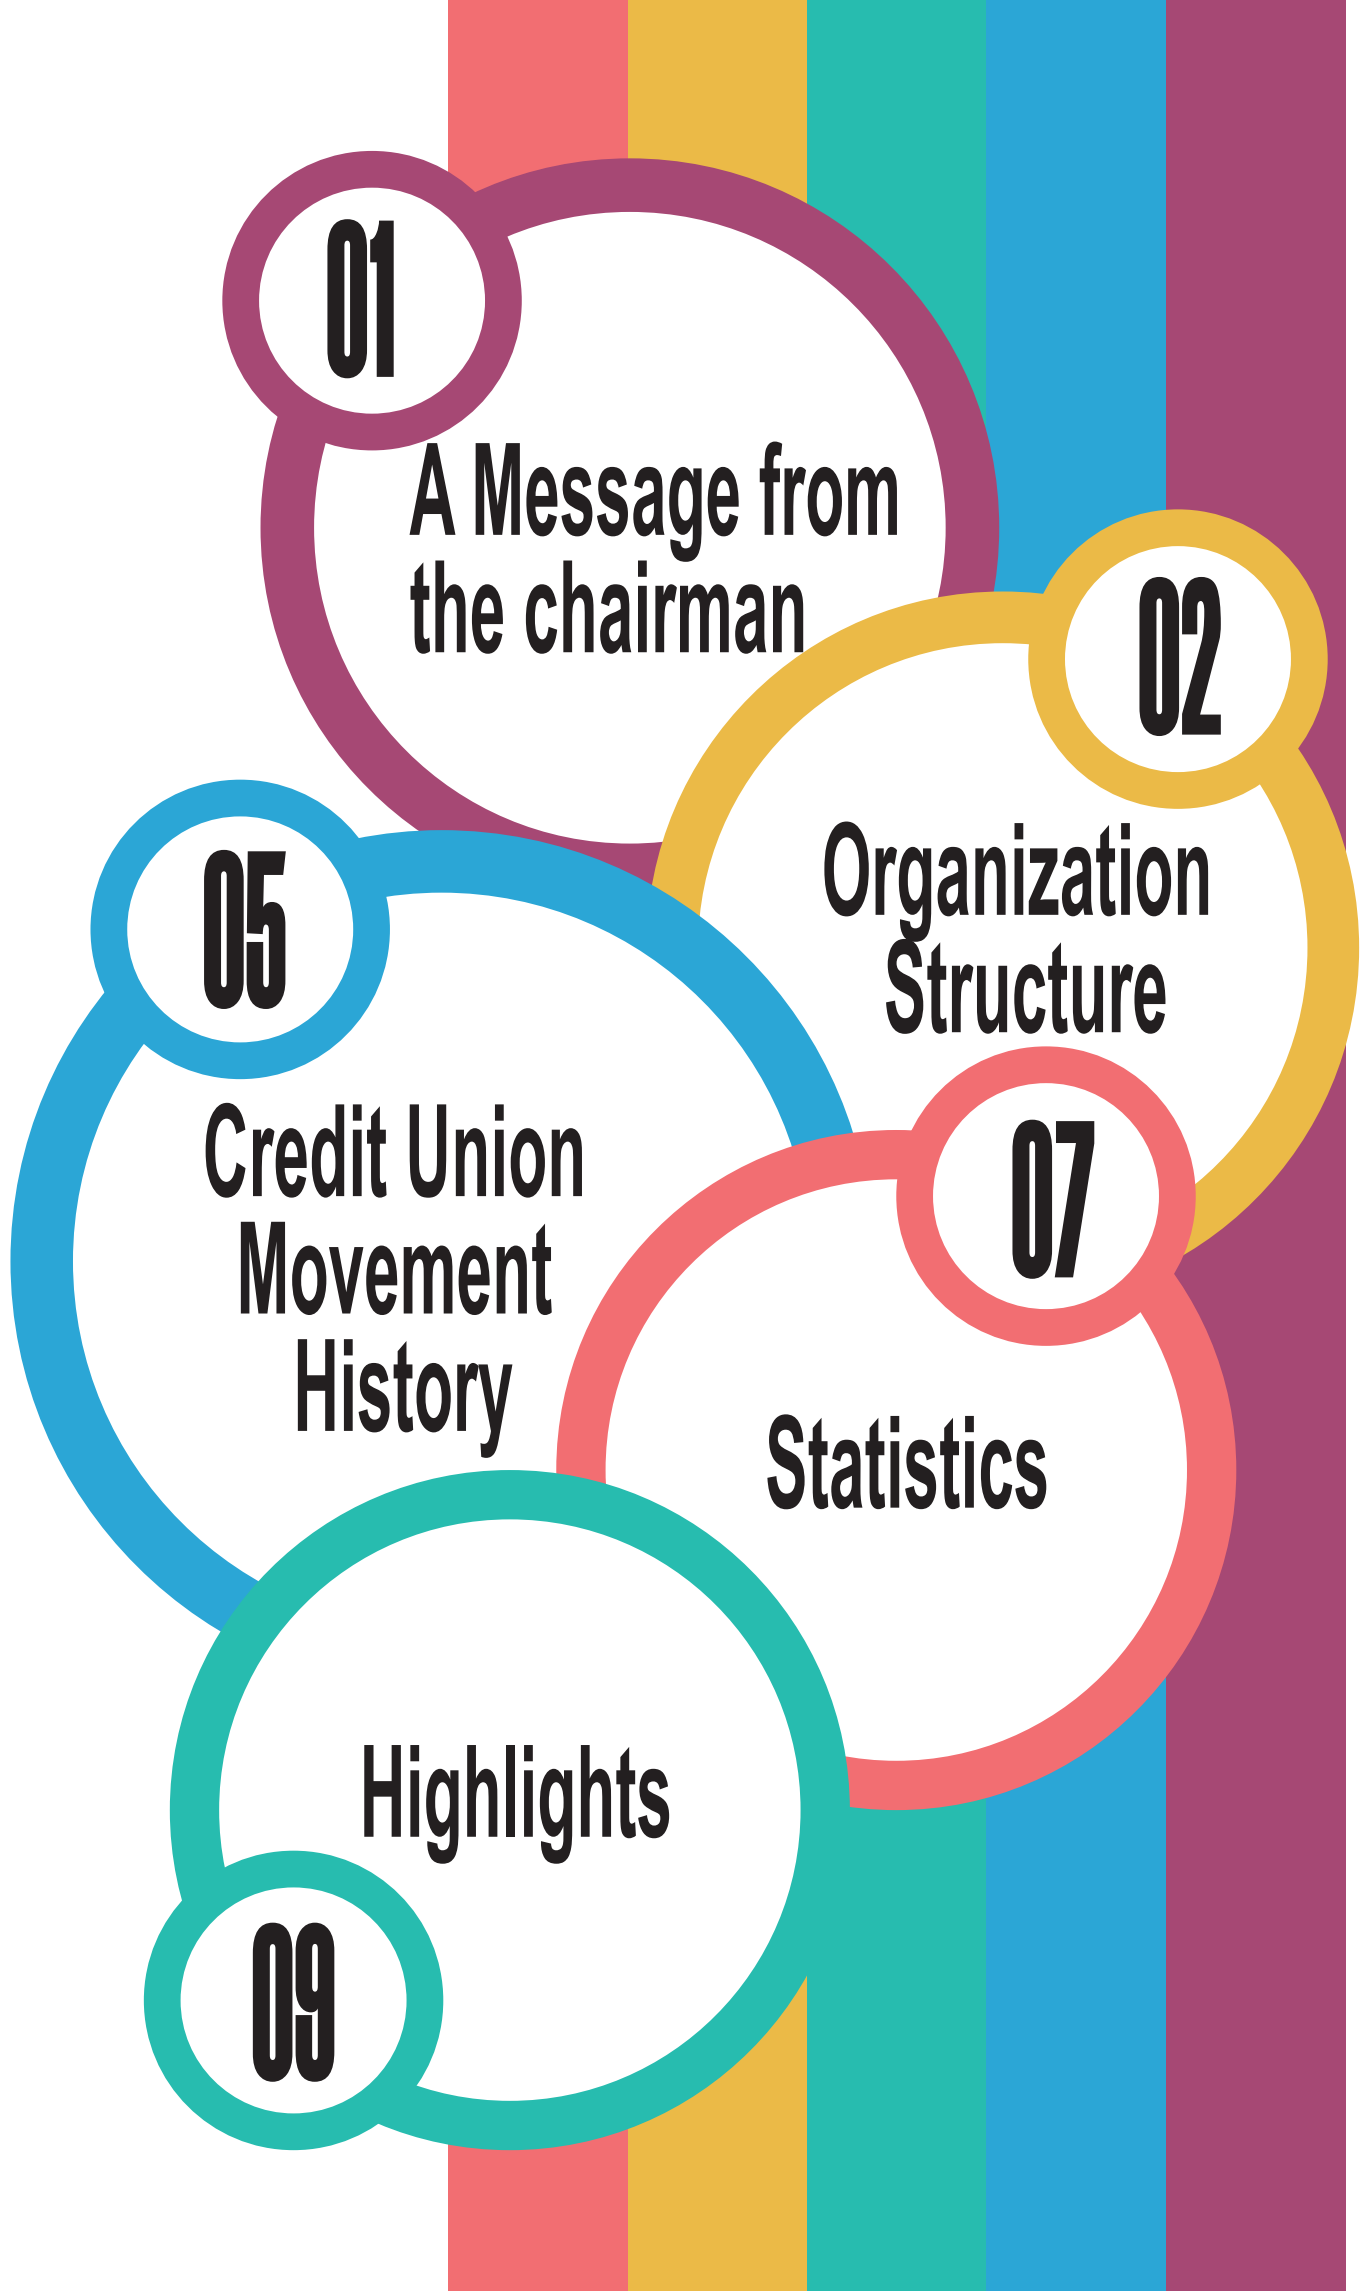 01
A Message from
the chairman
02
Organization
Structure
05
Credit Union
Movement
History
07
Statistics
Highlights
09